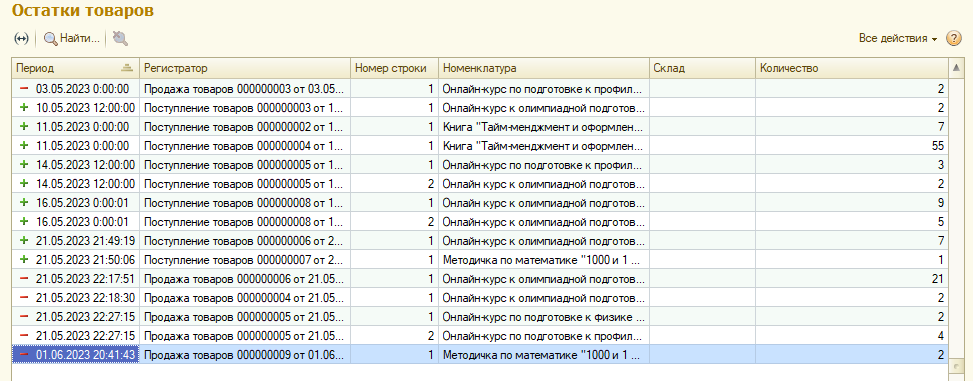 Остатки товаров
Найти... Все действия ?
Период Регистратор Номер строки Номенклатура Склад Количество
03.05.2023 0:00:00 Продажа товаров 000000003 от 03.05... 1 Онлайн-курс по подготовке к профил... 2
10.05.2023 12:00:00 Поступление товаров 000000003 от 1... 1 Онлайн-курс к олимпиадной подготов... 2
11.05.2023 0:00:00 Поступление товаров 000000002 от 1... 1 Книга "Тайм-менджмент и оформлен... 7
11.05.2023 0:00:00 Поступление товаров 000000004 от 1... 1 Книга "Тайм-менджмент и оформлен... 55
14.05.2023 12:00:00 Поступление товаров 000000005 от 1... 1 Онлайн-курс по подготовке к профил... 3
14.05.2023 12:00:00 Поступление товаров 000000005 от 1... 2 Онлайн курс к олимпиадной подготов... 2
16.05.2023 0:00:01 Поступление товаров 000000008 от 1... 1 Онлайн-курс к олимпиадной подготов... 9
16.05.2023 0:00:01 Поступление товаров 000000008 от 1... 2 Онлайн-курс к олимпиадной подготов... 5
21.05.2023 21:49:19 Поступление товаров 000000006 от 2... 1 Онлайн-курс к олимпиадной подготов... 7
21.05.2023 21:50:06 Поступление товаров 000000007 от 2... 1 Методичка по математике "1000 и 1 ... 1
21.05.2023 22:17:51 Продажа товаров 000000006 от 21.05... 1 Онлайн-курс к олимпиадной подготов... 21
21.05.2023 22:18:30 Продажа товаров 000000004 от 21.05... 1 Онлайн-курс к олимпиадной подготов... 2
21.05.2023 22:27:15 Продажа товаров 000000005 от 21.05... 1 Онлайн-курс по подготовке к физике ... 2
21.05.2023 22:27:15 Продажа товаров 000000005 от 21.05... 2 Онлайн-курс по подготовке к профил... 4
01.06.2023 20:41:43 Продажа товаров 000000009 от 01.06... 1 Методичка по математике "1000 и 1 ... 2